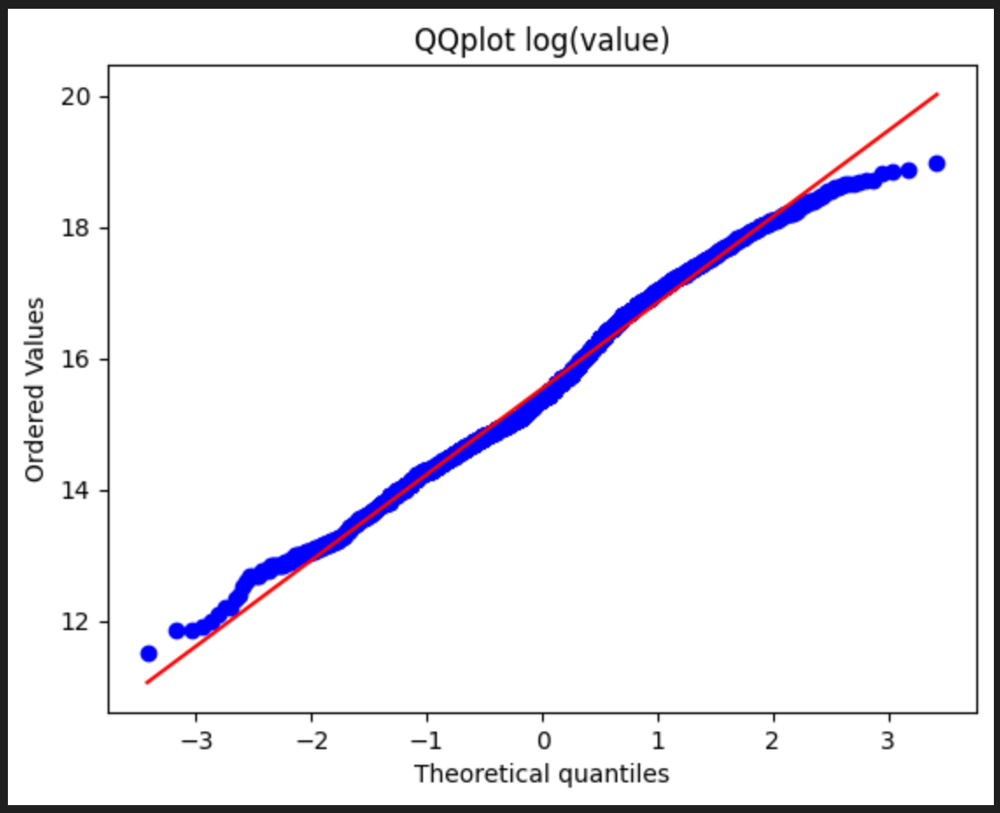 QQplot log(value)
20
18
16
14
12
Ordered Values
−3 −2 −1 0 1 2 3
Theoretical quantiles